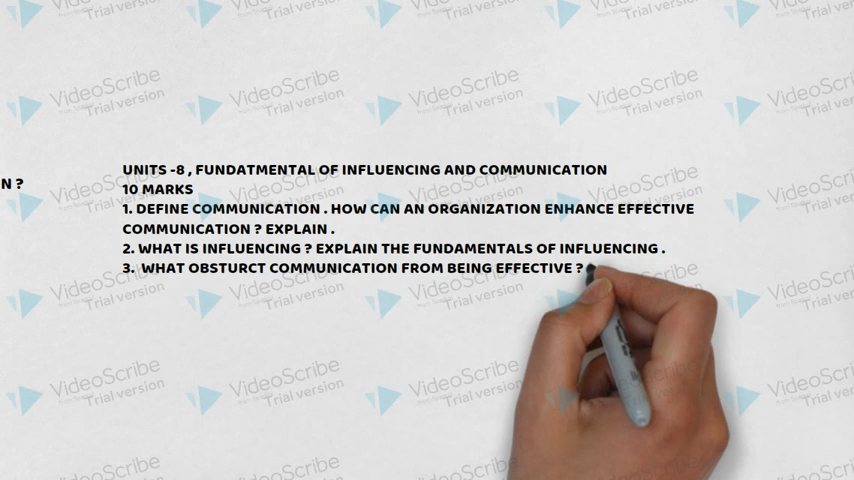 UNITS -8 , FUNDATMENTAL OF INFLUENCING AND COMMUNICATION
N ?
10 MARKS
1. DEFINE COMMUNICATION . HOW CAN AN ORGANIZATION ENHANCE EFFECTIVE
COMMUNICATION ? EXPLAIN .
2. WHAT IS INFLUENCING ? EXPLAIN THE FUNDAMENTALS OF INFLUENCING .
3. WHAT OBSTURCT COMMUNICATION FROM BEING EFFECTIVE ?
VideoScribe
Trial version